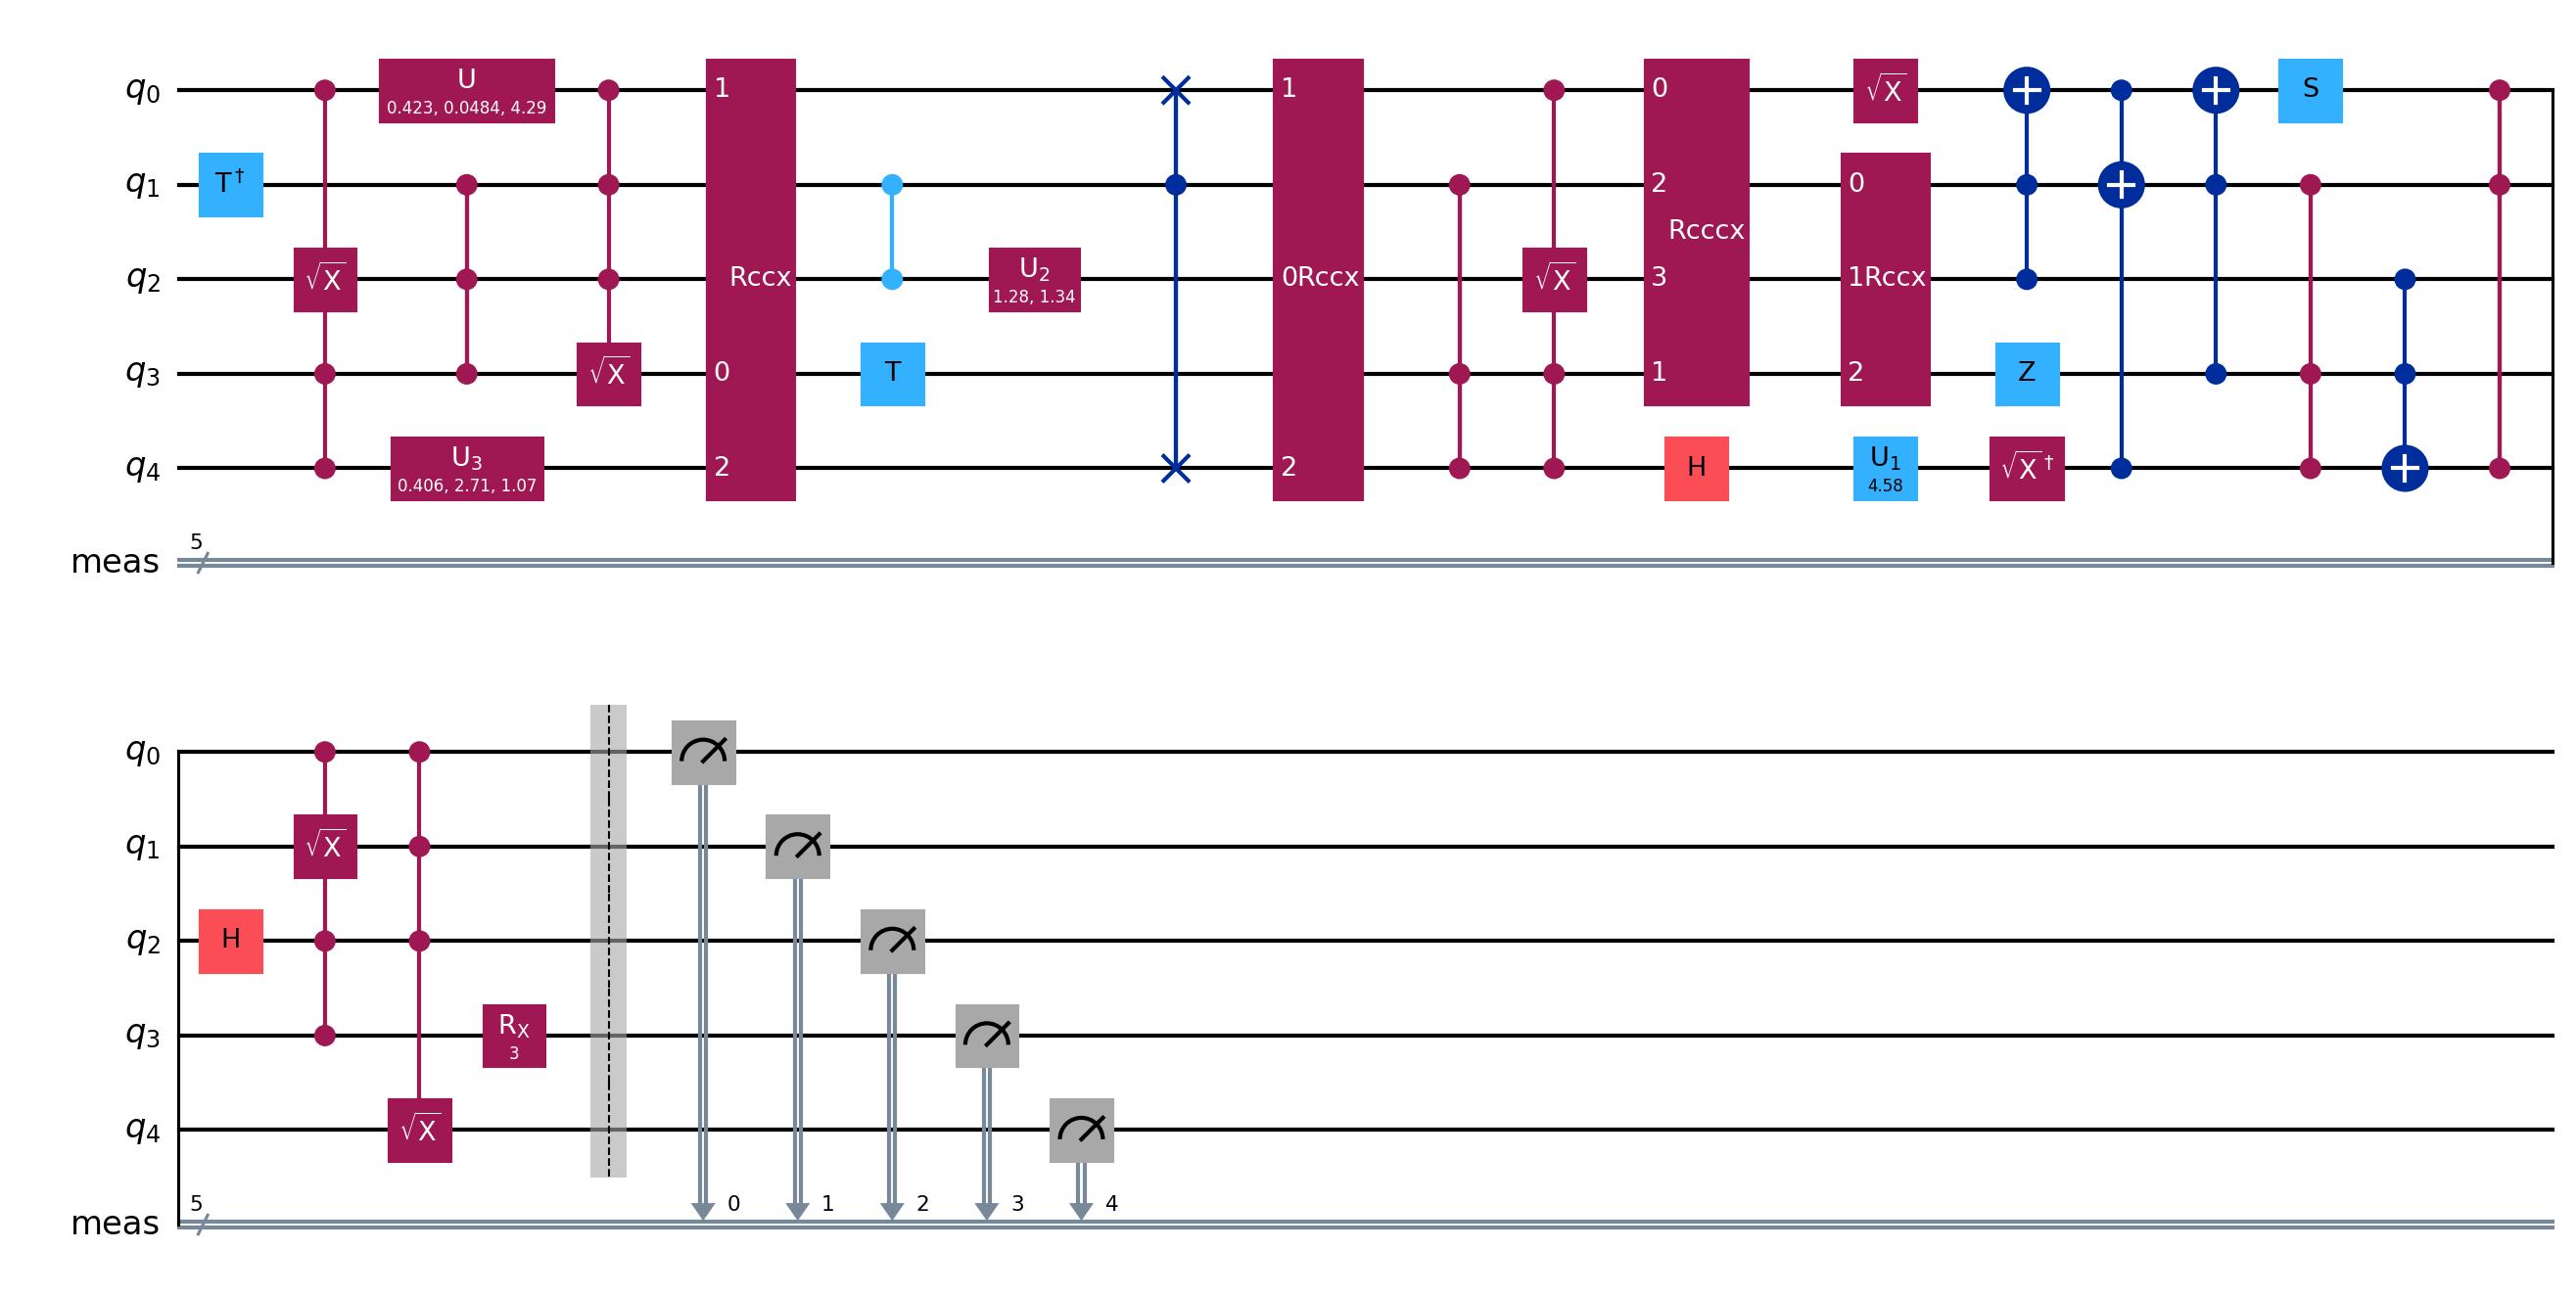 q0 U 0.423, 0.0484, 4.29 1 1 0 √X S
q1 T† 2 0
Rcccx
q2 √X Rccx U2 1.28, 1.34 0Rccx √X 3 1Rccx
q3 √X 0 T 1 2 Z
q4 U3 0.406, 2.71, 1.07 2 2 H U1 4.58 √X†
5
meas
q0
q1 √X
q2 H
q3 RX 3
q4 √X
5 0 1 2 3 4
meas